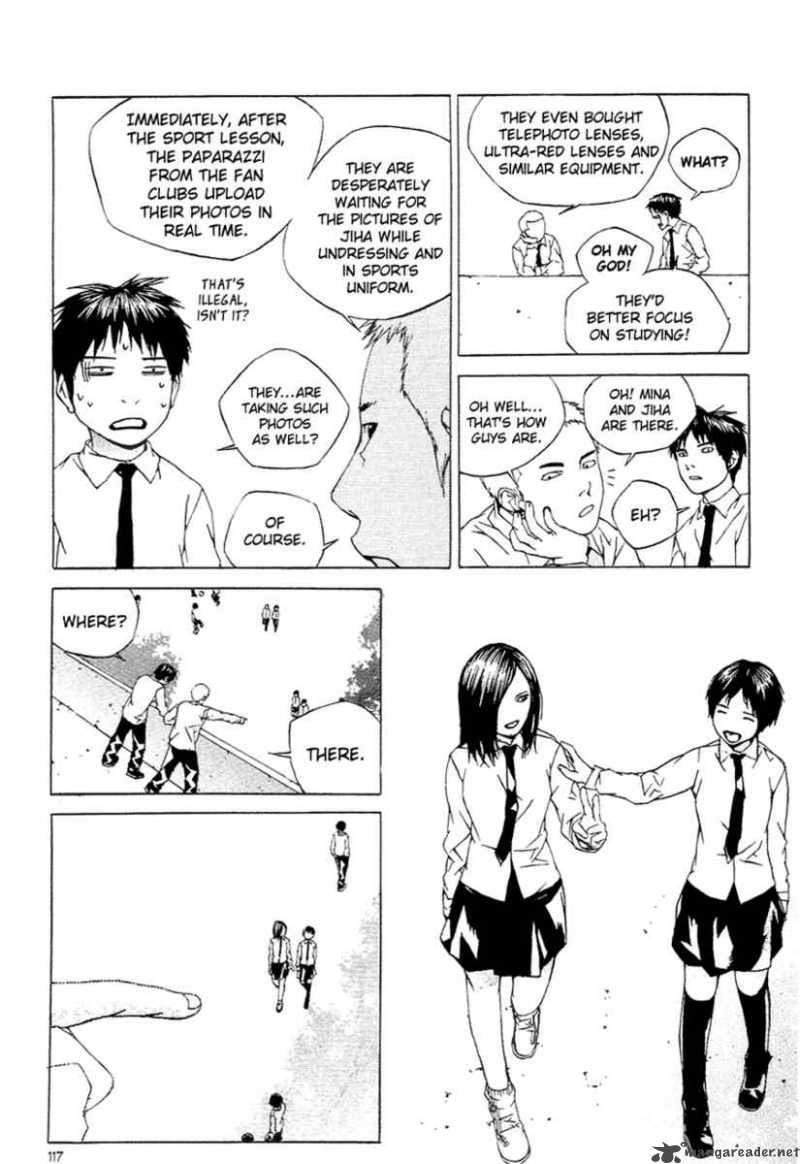 IMMEDIATELY, AFTER
THE SPORT LESSON,
THE PAPARAZZI
FROM THE FAN
CLUBS UPLOAD
THEIR PHOTOS IN
REAL TIME.
THEY ARE
DESPERATELY
WAITING FOR
THE PICTURES OF
JIHA WHILE
UNDRESSING AND
IN SPORTS
UNIFORM.
THAT'S
ILLEGAL,
ISN'T IT?
THEY...ARE
TAKING SUCH
PHOTOS
AS WELL?
OF
COURSE.
THEY EVEN BOUGHT
TELEPHOTO LENSES,
ULTRA-RED LENSES AND
SIMILAR EQUIPMENT.
WHAT?
OH MY
GOD!
THEY'D
BETTER FOCUS
ON STUDYING!
OH WELL...
THAT'S HOW
GUYS ARE.
OH! MINA
AND JIHA
ARE THERE.
EH?
WHERE?
THERE.
117
mangareader.net